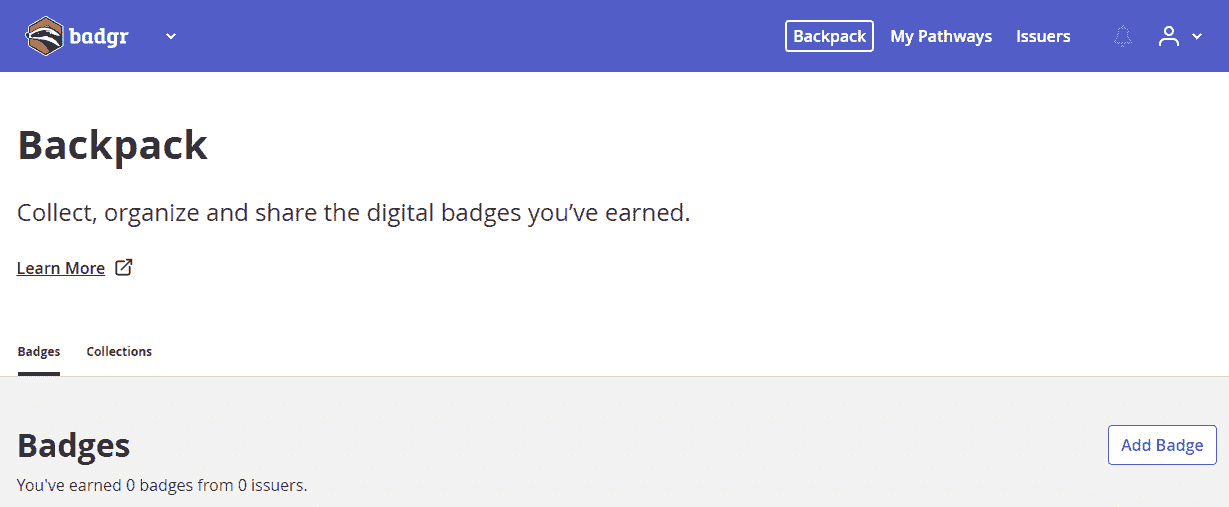 badgr Backpack My Pathways Issuers
Backpack
Collect, organize and share the digital badges you’ve earned.
Learn More
Badges Collections
Badges
Add Badge
You've earned 0 badges from 0 issuers.